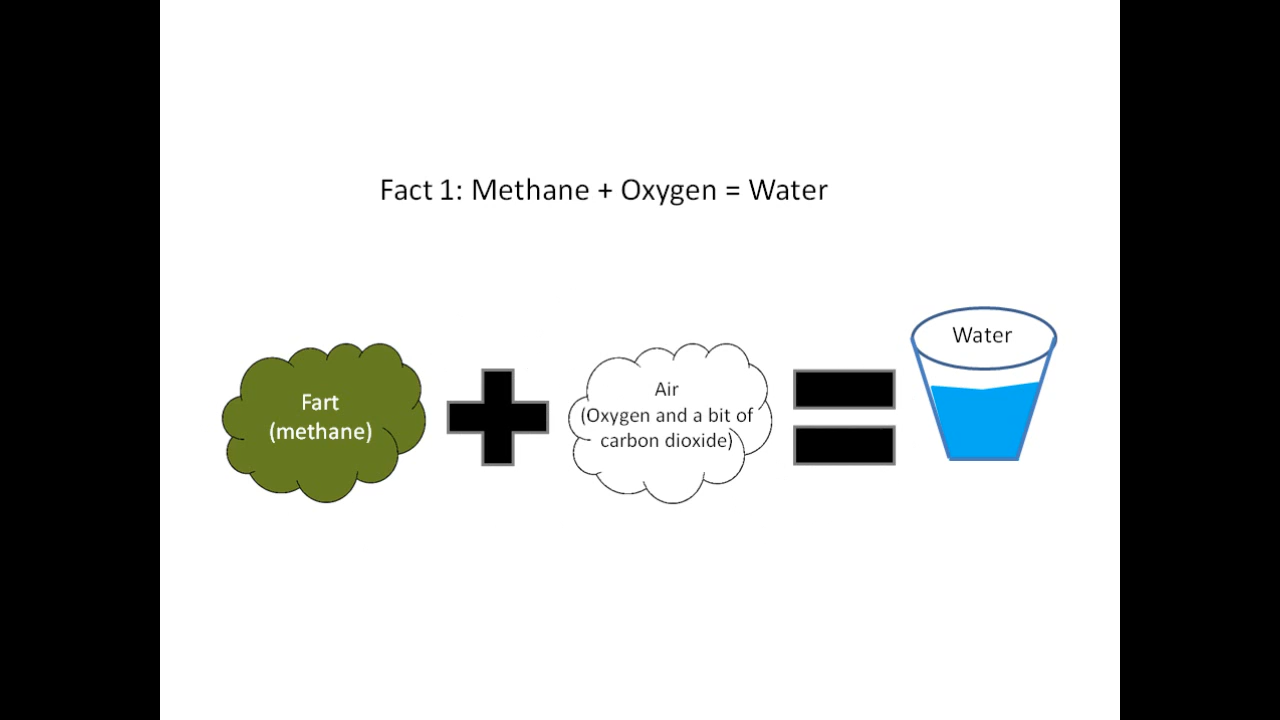 Fact 1: Methane + Oxygen = Water
Fart
(methane)
Air
(Oxygen and a bit of
carbon dioxide)
Water